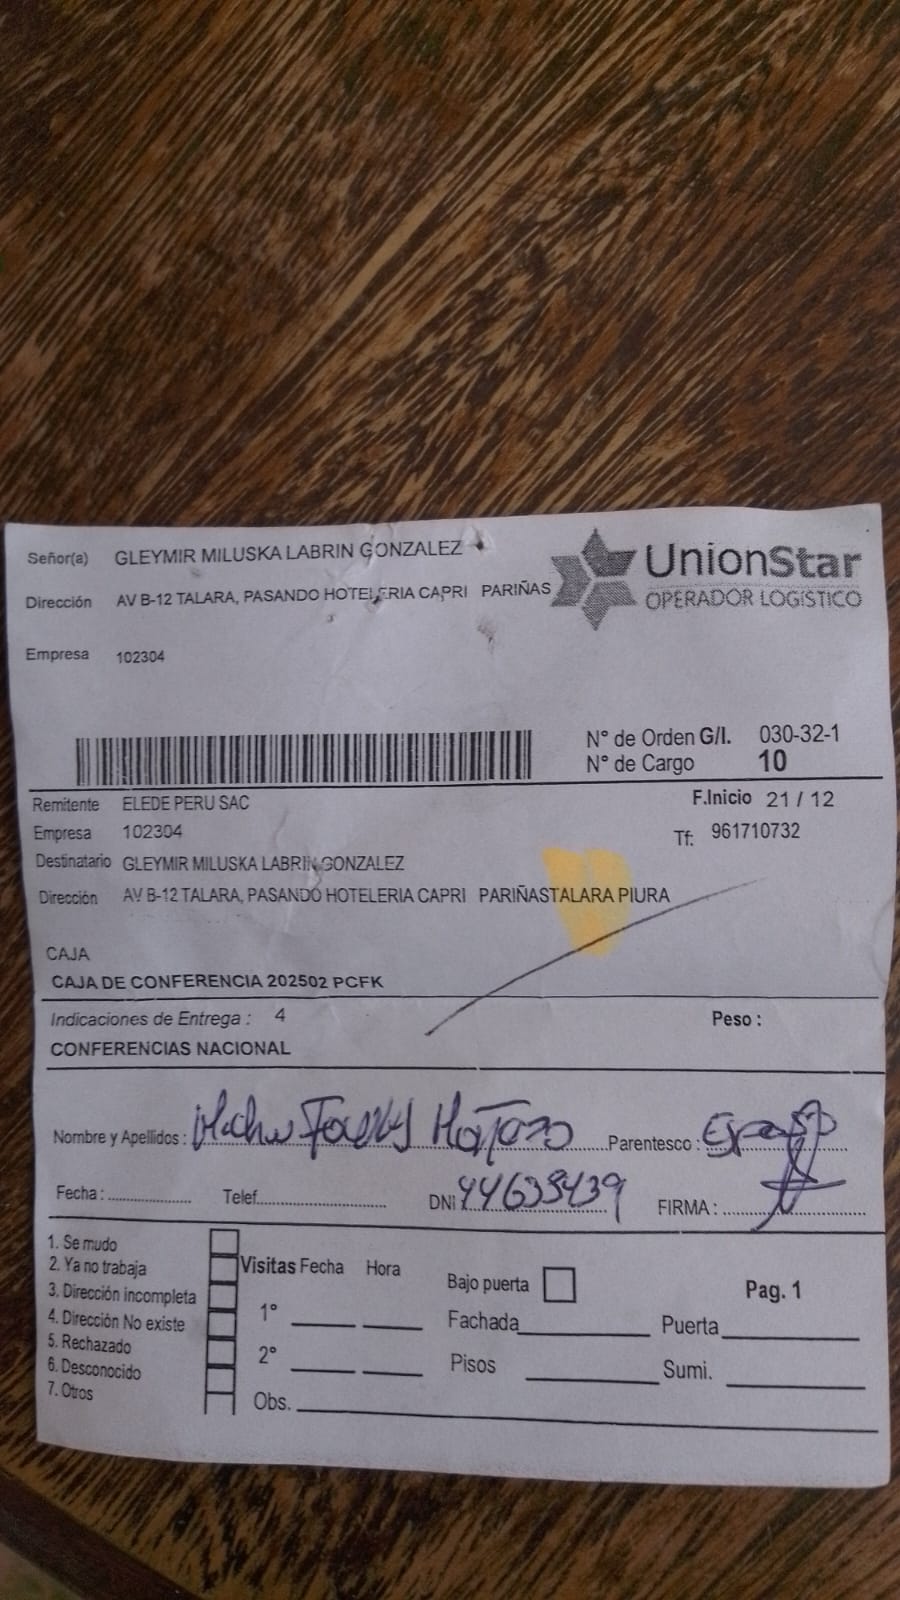 Señor(a) GLEYMIR MILUSKA LABRIN GONZALEZ
UnionStar
OPERADOR LOGÍSTICO
Dirección AV B-12 TALARA, PASANDO HOTELERIA CAPRI PARIÑAS
Empresa 102304
N° de Orden G/I. 030-32-1
N° de Cargo 10
Remitente ELEDE PERU SAC
F.Inicio 21 / 12
Empresa 102304
Tf: 961710732
Destinatario GLEYMIR MILUSKA LABRIN GONZALEZ
Dirección AV B-12 TALARA, PASANDO HOTELERIA CAPRI PARIÑASTALARA PIURA
CAJA
CAJA DE CONFERENCIA 202502 PCFK
Indicaciones de Entrega : 4 Peso :
CONFERENCIAS NACIONAL
Nombre y Apellidos : Parentesco :
Fecha : Telef. DNI 44639439 FIRMA :
1. Se mudo
2. Ya no trabaja
3. Dirección incompleta
4. Dirección No existe
5. Rechazado
6. Desconocido
7. Otros
Visitas Fecha Hora
1°
2°
Obs.
Bajo puerta
Pag. 1
Fachada Puerta
Pisos Sumi.